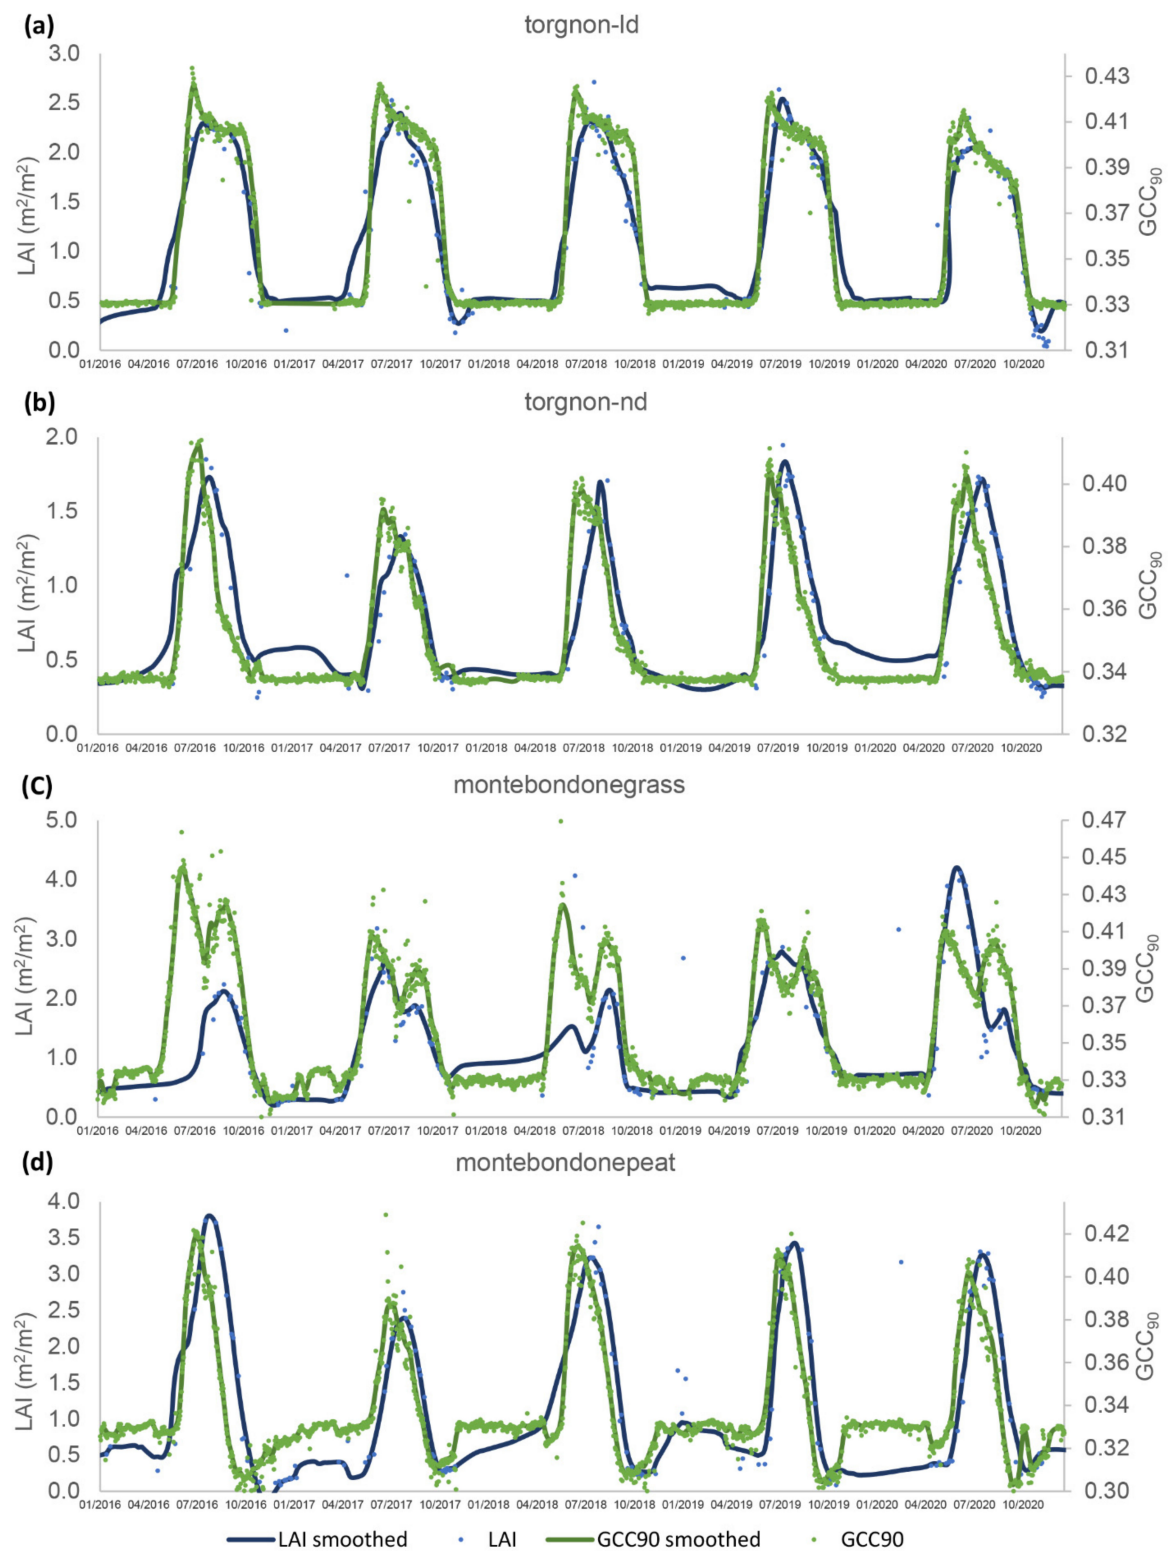 (a)
torgnon-ld
3.0
2.5
2.0
1.5
1.0
0.5
0.0
LAI (m²/m²)
0.43
0.41
0.39
0.37
0.35
0.33
0.31
GCC₉₀
01/2016 04/2016 07/2016 10/2016 01/2017 04/2017 07/2017 10/2017 01/2018 04/2018 07/2018 10/2018 01/2019 04/2019 07/2019 10/2019 01/2020 04/2020 07/2020 10/2020
(b)
torgnon-nd
2.0
1.5
1.0
0.5
0.0
LAI (m²/m²)
0.40
0.38
0.36
0.34
0.32
GCC₉₀
01/2016 04/2016 07/2016 10/2016 01/2017 04/2017 07/2017 10/2017 01/2018 04/2018 07/2018 10/2018 01/2019 04/2019 07/2019 10/2019 01/2020 04/2020 07/2020 10/2020
(C)
montebondonegrass
5.0
4.0
3.0
2.0
1.0
0.0
LAI (m²/m²)
0.47
0.45
0.43
0.41
0.39
0.37
0.35
0.33
0.31
GCC₉₀
01/2016 04/2016 07/2016 10/2016 01/2017 04/2017 07/2017 10/2017 01/2018 04/2018 07/2018 10/2018 01/2019 04/2019 07/2019 10/2019 01/2020 04/2020 07/2020 10/2020
(d)
montebondonepeat
4.0
3.5
3.0
2.5
2.0
1.5
1.0
0.5
0.0
LAI (m²/m²)
0.42
0.40
0.38
0.36
0.34
0.32
0.30
GCC₉₀
01/2016 04/2016 07/2016 10/2016 01/2017 04/2017 07/2017 10/2017 01/2018 04/2018 07/2018 10/2018 01/2019 04/2019 07/2019 10/2019 01/2020 04/2020 07/2020 10/2020
LAI smoothed LAI GCC90 smoothed GCC90